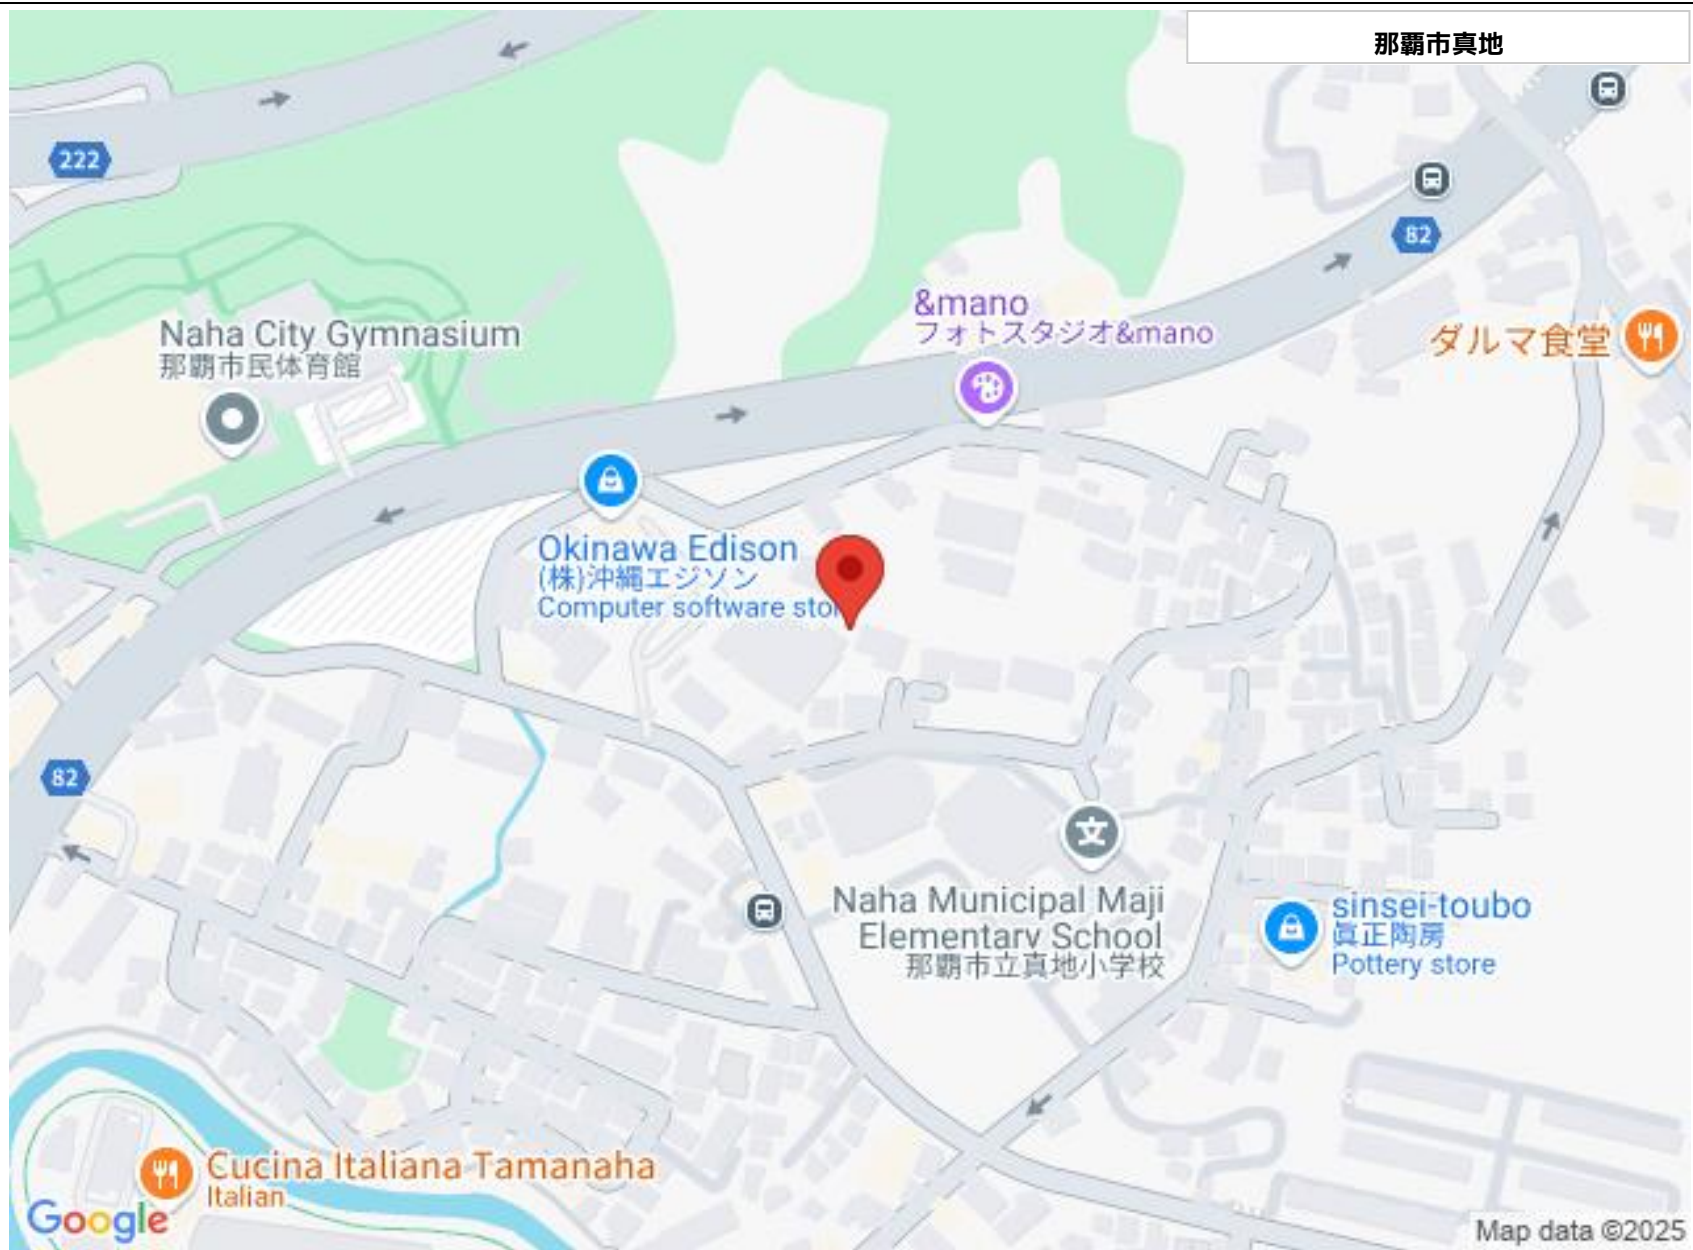 那覇市真地
222
82
&mano
フォトスタジオ&mano
Naha City Gymnasium
那覇市民体育館
ダルマ食堂
Okinawa Edison
(株)沖縄エジソン
Computer software sto
82
文
Naha Municipal Maji
Elementary School
那覇市立真地小学校
sinsei-toubo
眞正陶房
Pottery store
Cucina Italiana Tamanaha
Italian
Google
Map data ©2025